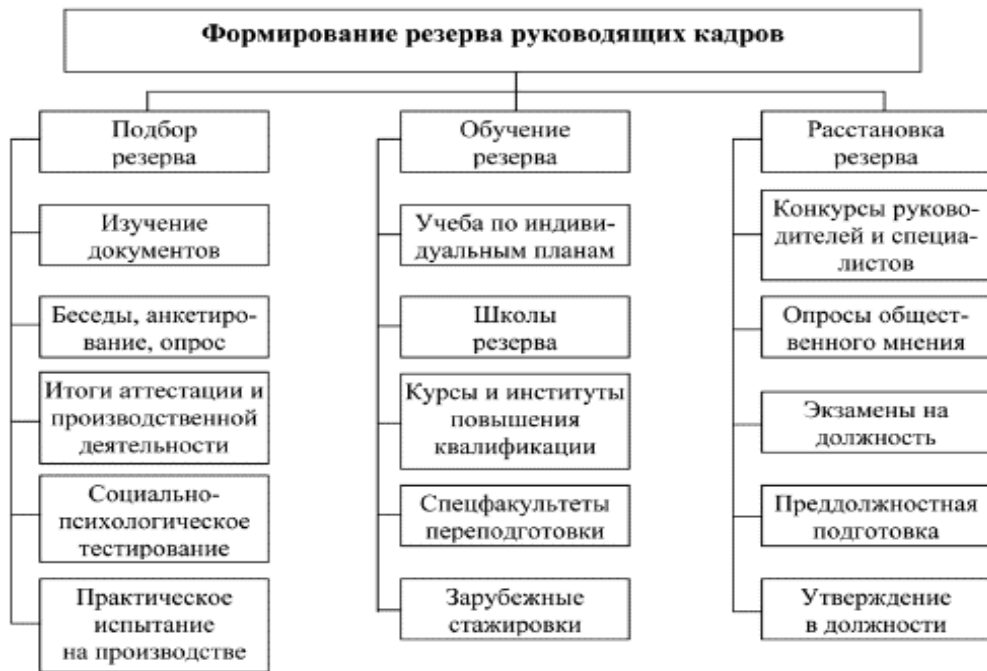 Формирование резерва руководящих кадров
Подбор
резерва
Изучение
документов
Беседы, анкетиро-
вание, опрос
Итоги аттестации и
производственной
деятельности
Социально-
психологическое
тестирование
Практическое
испытание
на производстве
Обучение
резерва
Учеба по индиви-
дуальным планам
Школы
резерва
Курсы и институты
повышения
квалификации
Спецфакультеты
переподготовки
Зарубежные
стажировки
Расстановка
резерва
Конкурсы руково-
дителей и специа-
листов
Опросы общест-
венного мнения
Экзамены на
должность
Преддолжностная
подготовка
Утверждение
в должности